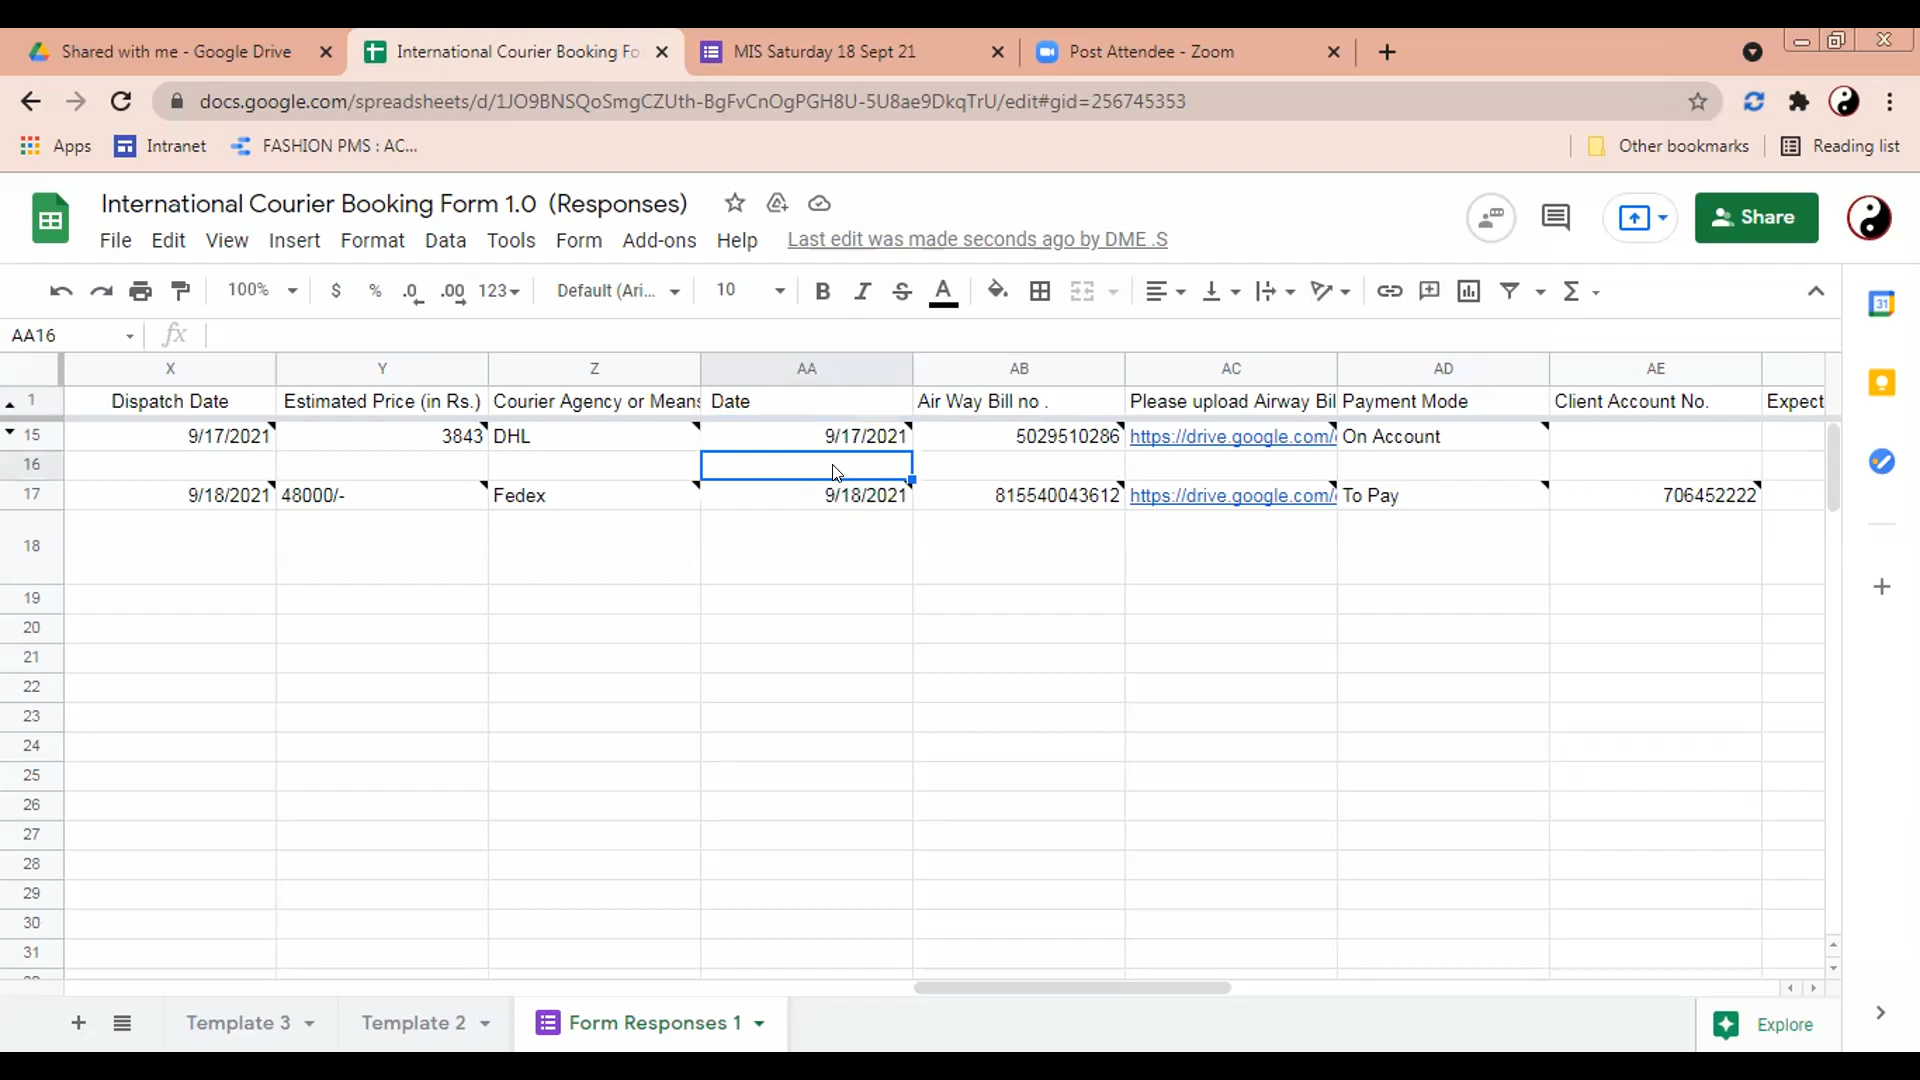 Shared with me - Google Drive
International Courier Booking Fo
MIS Saturday 18 Sept 21
Post Attendee - Zoom
docs.google.com/spreadsheets/d/1JO9BNSQoSmgCZUth-BgFvCnOgPGH8U-5U8ae9DkqTrU/edit#gid=256745353
Apps Intranet FASHION PMS : AC... Other bookmarks Reading list
International Courier Booking Form 1.0 (Responses)
Share
File Edit View Insert Format Data Tools Form Add-ons Help Last edit was made seconds ago by DME .S
100% $ % .0 .00 123 Default (Ari... 10 B I S A Σ
31
AA16 fx
X Y Z AA AB AC AD AE
1 Dispatch Date Estimated Price (in Rs.) Courier Agency or Means Date Air Way Bill no . Please upload Airway Bil Payment Mode Client Account No. Expect
15 9/17/2021 3843 DHL 9/17/2021 5029510286 https://drive.google.com/ On Account
16
17 9/18/2021 48000/- Fedex 9/18/2021 815540043612 https://drive.google.com/ To Pay 706452222
18
19
20
21
22
23
24
25
26
27
28
29
30
31
Template 3 Template 2 Form Responses 1 Explore